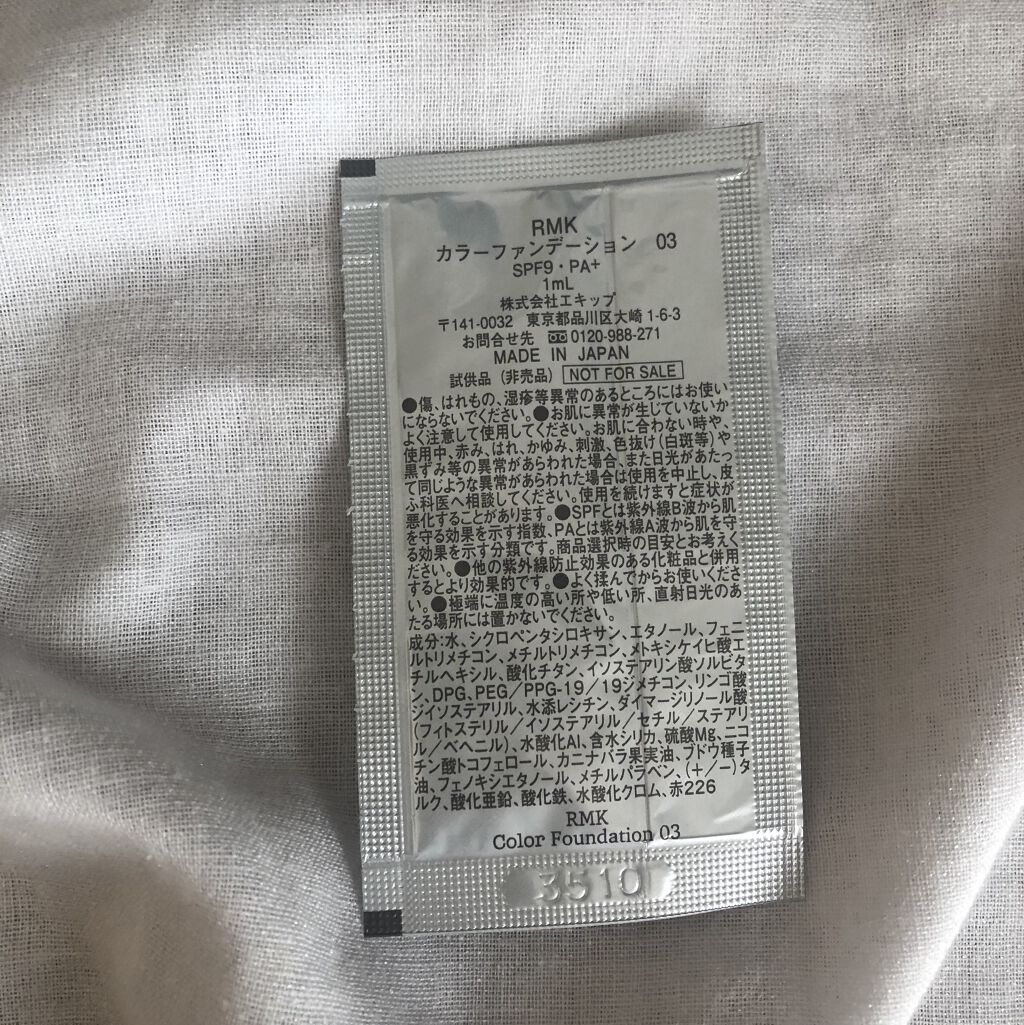 RMK
カラーファンデーション 03
SPF9・PA+
1mL
株式会社エキップ
〒141-0032 東京都品川区大崎 1-6-3
お問合せ先 0120-988-271
MADE IN JAPAN
試供品(非売品) NOT FOR SALE
●傷、はれもの、湿疹等異常のあるところにはお使い
にならないでください。●お肌に異常が生じていないか
よく注意して使用してください。お肌に合わない時や、
使用中、赤み、はれ、かゆみ、刺激、色抜け(白斑等)や
黒ずみ等の異常があらわれた場合、また日光があたっ
て同じような異常があらわれた場合は使用を中止し、皮
ふ科医へ相談してください。使用を続けますと症状が
悪化することがあります。●SPFとは紫外線B波から肌
を守る効果を示す指数、PAとは紫外線A波から肌を守
る効果を示す分類です。商品選択時の目安とお考えく
ださい。●他の紫外線防止効果のある化粧品と併用
するとより効果的です。●よく揉んでからお使いくださ
い。●極端に温度の高い所や低い所、直射日光のあ
たる場所には置かないでください。
成分:水、シクロペンタシロキサン、エタノール、フェニ
ルトリメチコン、メチルトリメチコン、メトキシケイヒ酸エ
チルヘキシル、酸化チタン、イソステアリン酸ソルビタ
ン、DPG、PEG/PPG-19/19ジメチコン、リンゴ酸
ジイソステアリル、水添レシチン、ダイマージリノール酸
(フィトステリル/イソステアリル/セチル/ステアリ
ル/ベヘニル)、水酸化Al、含水シリカ、硫酸Mg、ニコ
チン酸トコフェロール、カニナバラ果実油、ブドウ種子
油、フェノキシエタノール、メチルパラベン、(+/-)タ
ルク、酸化亜鉛、酸化鉄、水酸化クロム、赤226
RMK
Color Foundation 03
3510